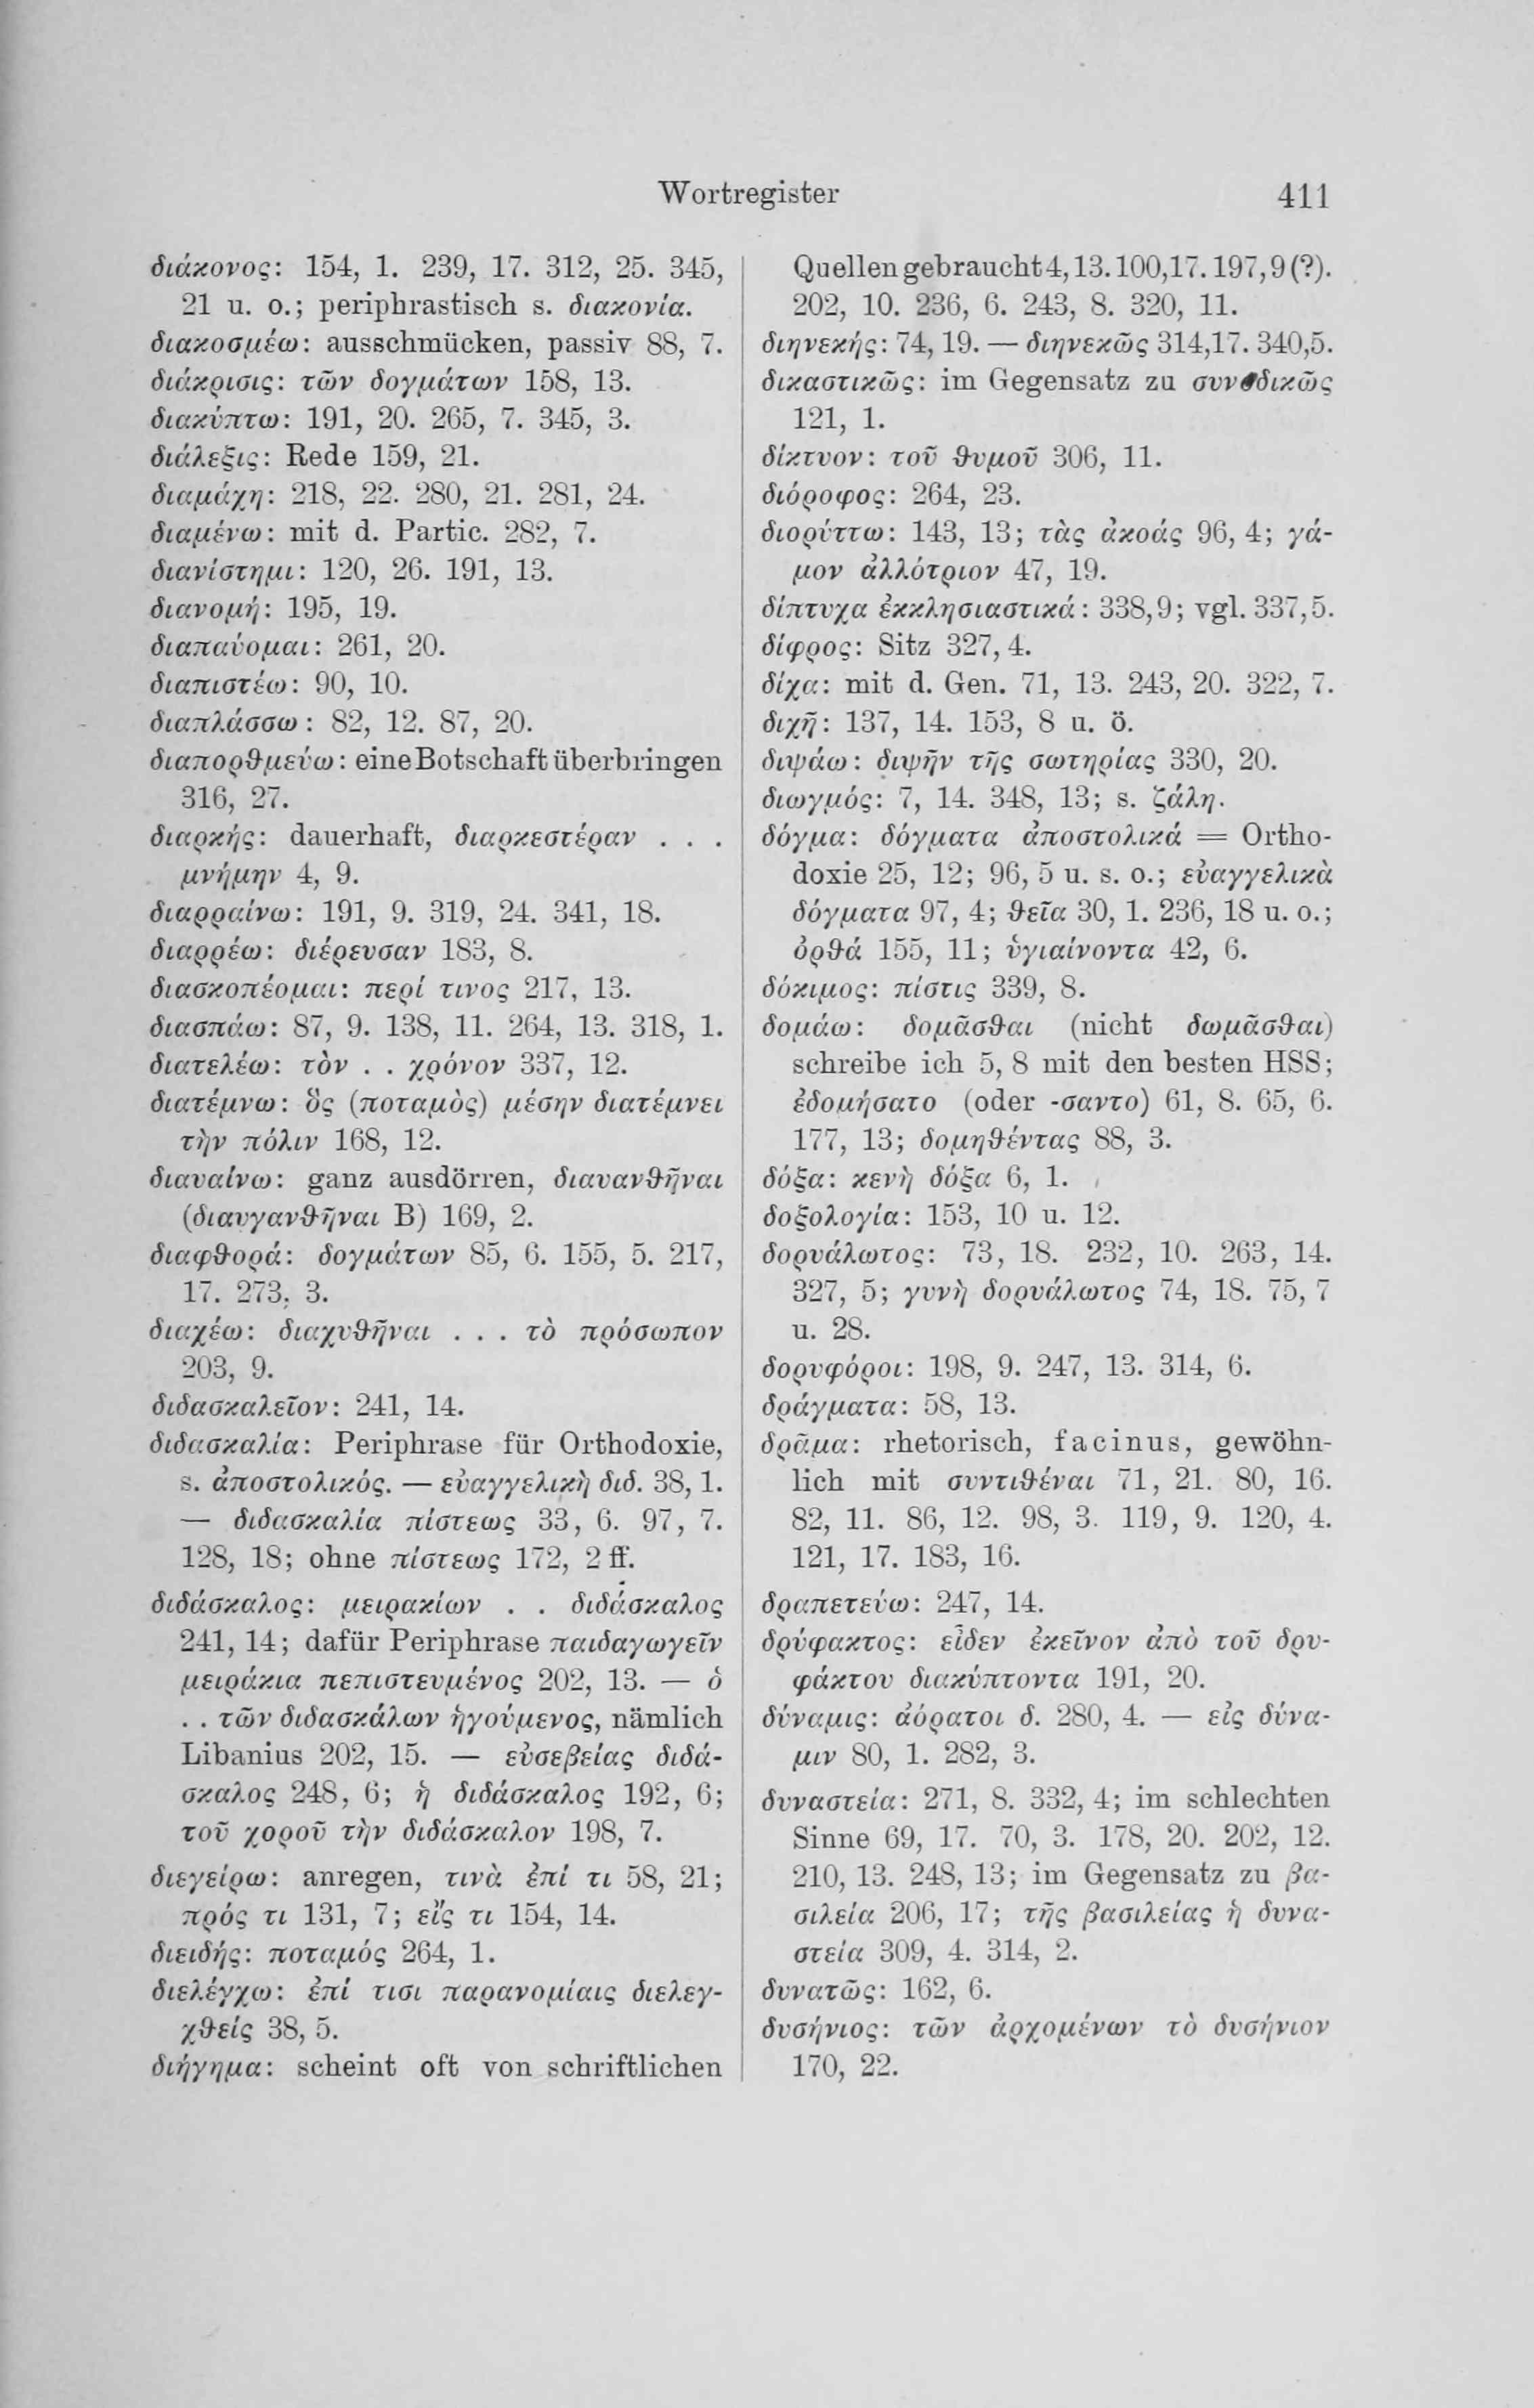 Wortregister 411
διάκονος: 154, 1. 239, 17. 312, 25. 345,
21 u. o.; periphrastisch s. διακονία.
διακοσμέω: ausschmücken, passiv 88, 7.
διάκρισις: τῶν δογμάτων 158, 13.
διακύπτω: 191, 20. 265, 7. 345, 3.
διάλεξις: Rede 159, 21.
διαμάχη: 218, 22. 280, 21. 281, 24.
διαμένω: mit d. Partic. 282, 7.
διανίστημι: 120, 26. 191, 13.
διανομή: 195, 19.
διαπαύομαι: 261, 20.
διαπιστέω: 90, 10.
διαπλάσσω: 82, 12. 87, 20.
διαπορθμεύω: eine Botschaft überbringen
316, 27.
διαρκής: dauerhaft, διαρκεστέραν . . .
μνήμην 4, 9.
διαρραίνω: 191, 9. 319, 24. 341, 18.
διαρρέω: διέρευσαν 183, 8.
διασκοπέομαι: περί τινος 217, 13.
διασπάω: 87, 9. 138, 11. 264, 13. 318, 1.
διατελέω: τὸν . . χρόνον 337, 12.
διατέμνω: ὃς (ποταμὸς) μέσην διατέμνει
τὴν πόλιν 168, 12.
διαυαίνω: ganz ausdörren, διαυανθῆναι
(διαυγανθῆναι B) 169, 2.
διαφθορά: δογμάτων 85, 6. 155, 5. 217,
17. 273, 3.
διαχέω: διαχυθῆναι . . . τὸ πρόσωπον
203, 9.
διδασκαλεῖον: 241, 14.
διδασκαλία: Periphrase für Orthodoxie,
s. ἀποστολικός. — εὐαγγελικὴ διδ. 38, 1.
— διδασκαλία πίστεως 33, 6. 97, 7.
128, 18; ohne πίστεως 172, 2 ff.
διδάσκαλος: μειρακίων . . διδάσκαλος
241, 14; dafür Periphrase παιδαγωγεῖν
μειράκια πεπιστευμένος 202, 13. — ὁ
. . τῶν διδασκάλων ἡγούμενος, nämlich
Libanius 202, 15. — εὐσεβείας διδά-
σκαλος 248, 6; ἡ διδάσκαλος 192, 6;
τοῦ χοροῦ τὴν διδάσκαλον 198, 7.
διεγείρω: anregen, τινὰ ἐπί τι 58, 21;
πρός τι 131, 7; εἴς τι 154, 14.
διειδής: ποταμός 264, 1.
διελέγχω: ἐπί τισι παρανομίαις διελεγ-
χθείς 38, 5.
διήγημα: scheint oft von schriftlichen
Quellen gebraucht 4, 13. 100, 17. 197, 9 (?).
202, 10. 236, 6. 243, 8. 320, 11.
διηνεκής: 74, 19. — διηνεκῶς 314,17. 340,5.
δικαστικῶς: im Gegensatz zu συνοδικῶς
121, 1.
δίκτυον: τοῦ θυμοῦ 306, 11.
διόροφος: 264, 23.
διορύττω: 143, 13; τὰς ἀκοάς 96, 4; γά-
μον ἀλλότριον 47, 19.
δίπτυχα ἐκκλησιαστικά: 338,9; vgl. 337,5.
δίφρος: Sitz 327, 4.
δίχα: mit d. Gen. 71, 13. 243, 20. 322, 7.
διχῇ: 137, 14. 153, 8 u. ö.
διψάω: διψῆν τῆς σωτηρίας 330, 20.
διωγμός: 7, 14. 348, 13; s. ζάλη.
δόγμα: δόγματα ἀποστολικά = Ortho-
doxie 25, 12; 96, 5 u. s. o.; εὐαγγελικὰ
δόγματα 97, 4; θεῖα 30, 1. 236, 18 u. o.;
ὀρθά 155, 11; ὑγιαίνοντα 42, 6.
δόκιμος: πίστις 339, 8.
δομάω: δομᾶσθαι (nicht δωμᾶσθαι)
schreibe ich 5, 8 mit den besten HSS;
ἐδομήσατο (oder -σαντο) 61, 8. 65, 6.
177, 13; δομηθέντας 88, 3.
δόξα: κενὴ δόξα 6, 1.
δοξολογία: 153, 10 u. 12.
δορυάλωτος: 73, 18. 232, 10. 263, 14.
327, 5; γυνὴ δορυάλωτος 74, 18. 75, 7
u. 28.
δορυφόροι: 198, 9. 247, 13. 314, 6.
δράγματα: 58, 13.
δρᾶμα: rhetorisch, facinus, gewöhn-
lich mit συντιθέναι 71, 21. 80, 16.
82, 11. 86, 12. 98, 3. 119, 9. 120, 4.
121, 17. 183, 16.
δραπετεύω: 247, 14.
δρύφακτος: εἶδεν ἐκεῖνον ἀπὸ τοῦ δρυ-
φάκτου διακύπτοντα 191, 20.
δύναμις: ἀόρατοι δ. 280, 4. — εἰς δύνα-
μιν 80, 1. 282, 3.
δυναστεία: 271, 8. 332, 4; im schlechten
Sinne 69, 17. 70, 3. 178, 20. 202, 12.
210, 13. 248, 13; im Gegensatz zu βα-
σιλεία 206, 17; τῆς βασιλείας ἡ δυνα-
στεία 309, 4. 314, 2.
δυνατῶς: 162, 6.
δυσήνιος: τῶν ἀρχομένων τὸ δυσήνιον
170, 22.